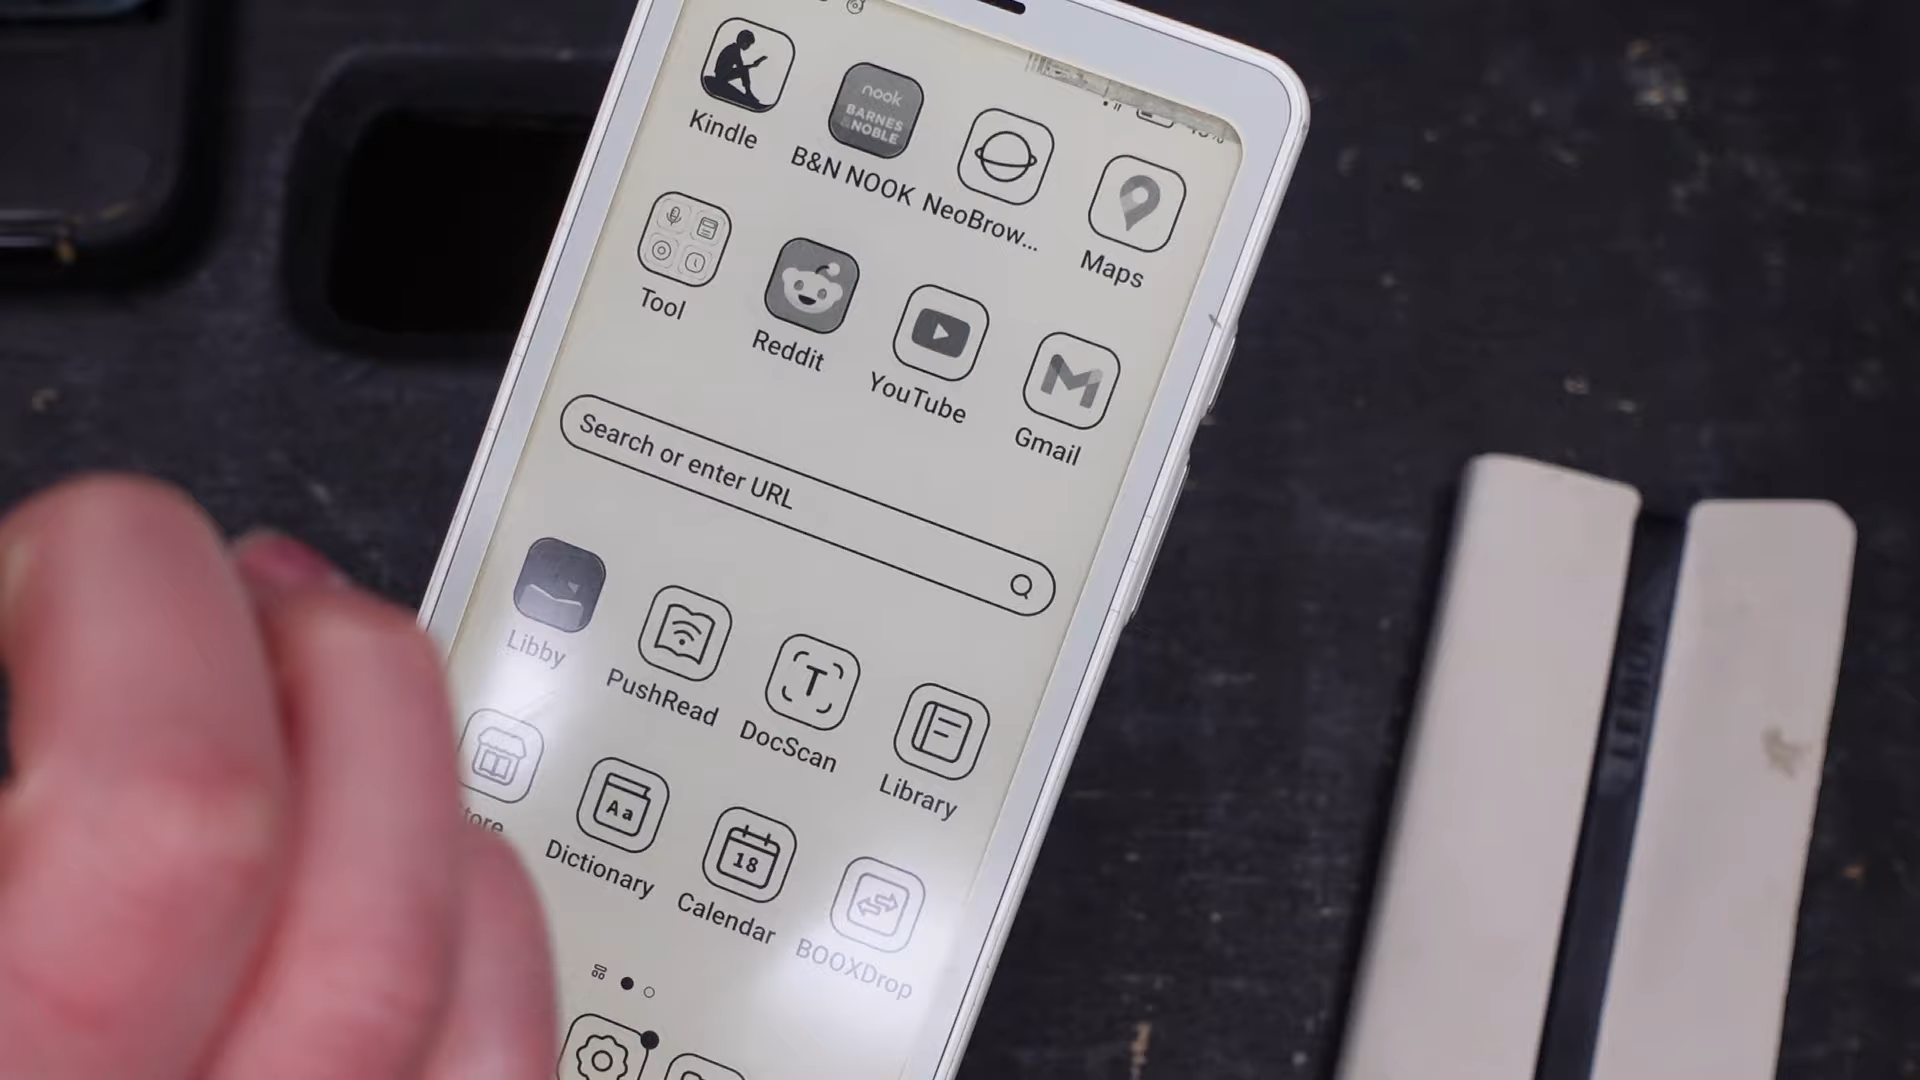 Kindle
nook
BARNES
&NOBLE
B&N NOOK
NeoBrow...
Maps
Tool
Reddit
YouTube
Gmail
Search or enter URL
Libby
PushRead
T
DocScan
Library
tore
Aa
Dictionary
18
Calendar
BOOXDrop